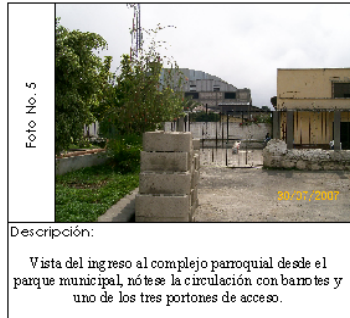 Foto No. 5
30/07/2007
Descripción:
Vista del ingreso al complejo parroquial desde el
parque municipal, nótese la circulación con barrotes y
uno de los tres portones de acceso.